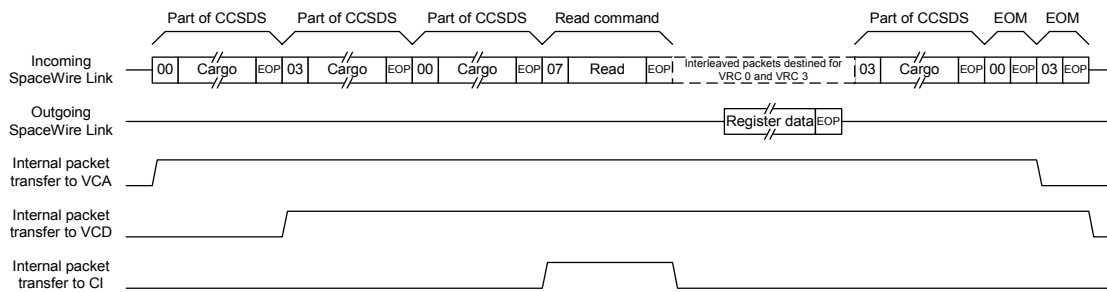 Part of CCSDS Part of CCSDS Part of CCSDS Read command Part of CCSDS EOM EOM
Incoming
SpaceWire Link
00 Cargo EOP 03 Cargo EOP 00 Cargo EOP 07 Read EOP Interleaved packets destined for
VRC 0 and VRC 3
03 Cargo EOP 00 EOP 03 EOP
Outgoing
SpaceWire Link
Register data EOP
Internal packet
transfer to VCA
Internal packet
transfer to VCD
Internal packet
transfer to CI